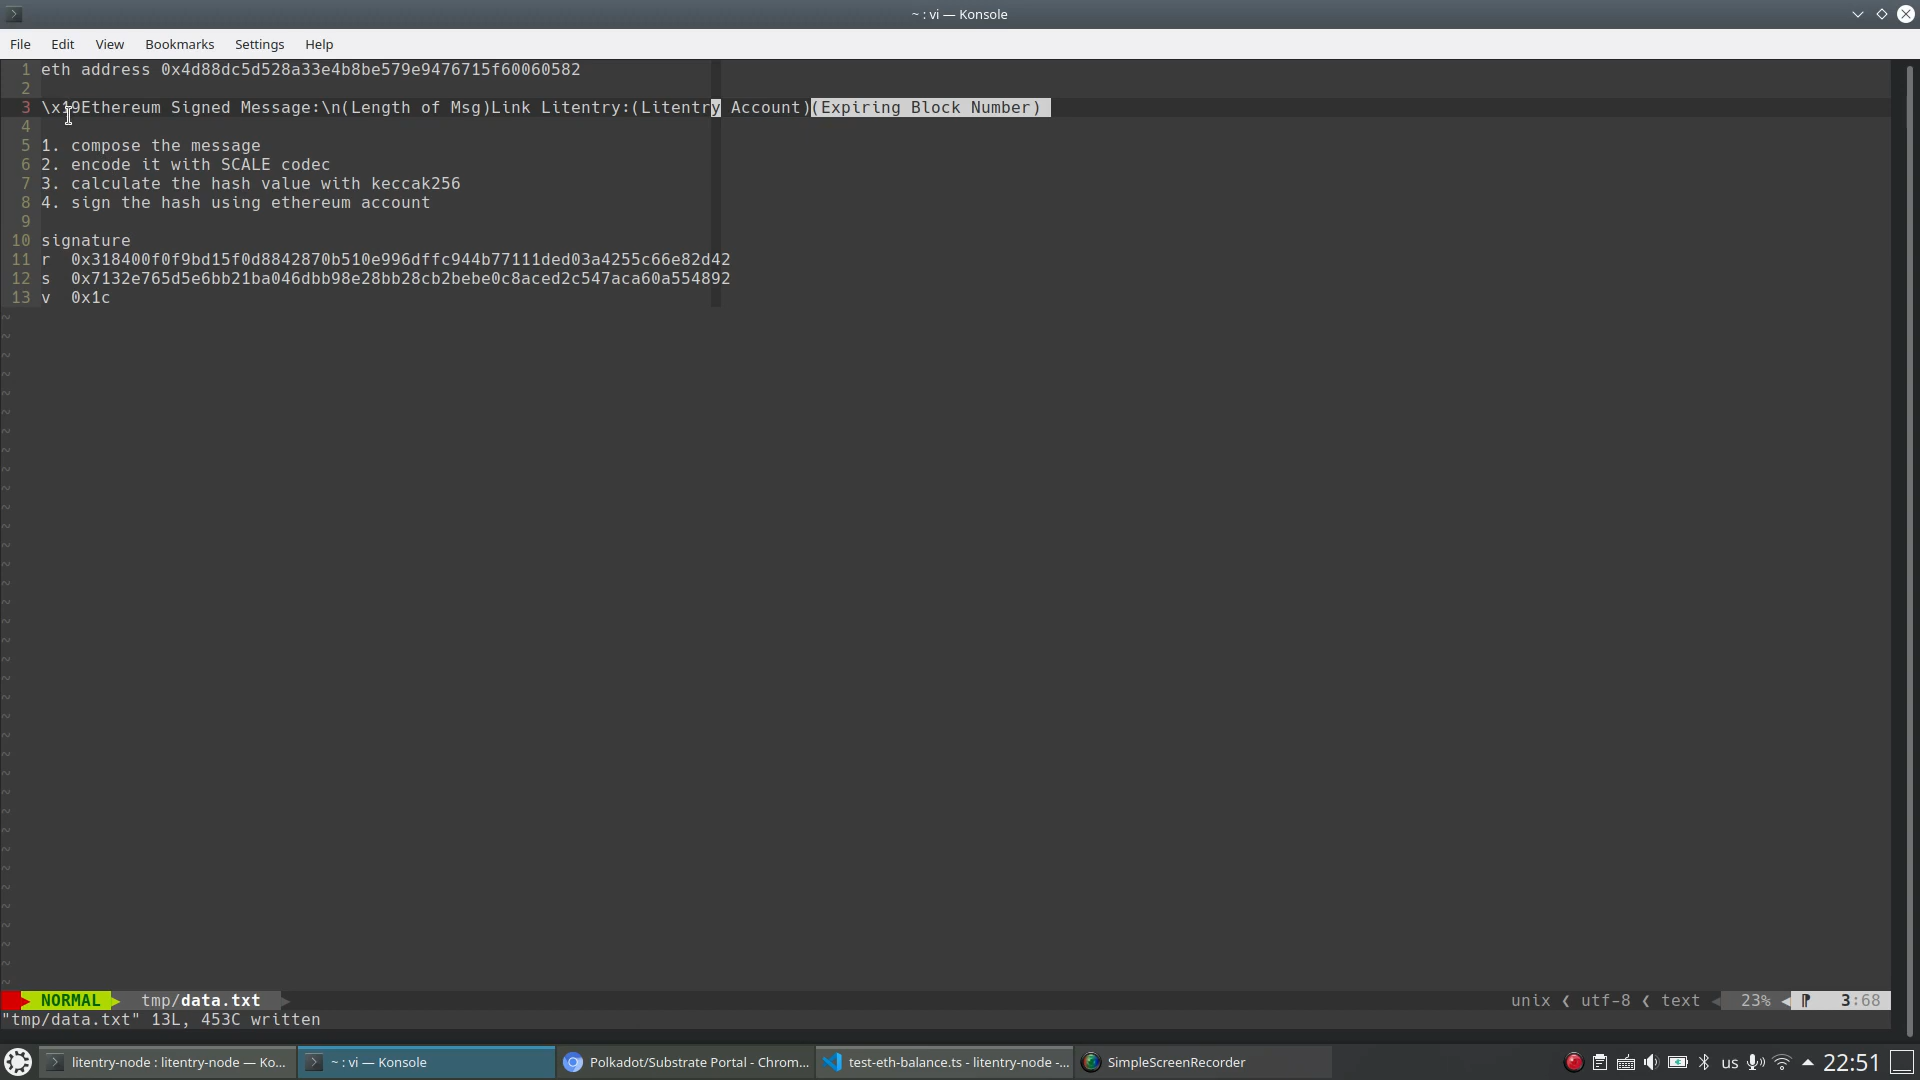 ~ : vi — Konsole
File Edit View Bookmarks Settings Help
1 eth address 0x4d88dc5d528a33e4b8be579e9476715f60060582
2
3 \x19Ethereum Signed Message:\n(Length of Msg)Link Litentry:(Litentry Account)(Expiring Block Number)
4
5 1. compose the message
6 2. encode it with SCALE codec
7 3. calculate the hash value with keccak256
8 4. sign the hash using ethereum account
9
10 signature
11 r  0x318400f0f9bd15f0d8842870b510e996dffc944b77111ded03a4255c66e82d42
12 s  0x7132e765d5e6bb21ba046dbb98e28bb28cb2bebe0c8aced2c547aca60a554892
13 v  0x1c
NORMAL tmp/data.txt unix utf-8 text 23% 3:68
"tmp/data.txt" 13L, 453C written
litentry-node : litentry-node — Ko... ~ : vi — Konsole Polkadot/Substrate Portal - Chrom... test-eth-balance.ts - litentry-node -... SimpleScreenRecorder us 22:51